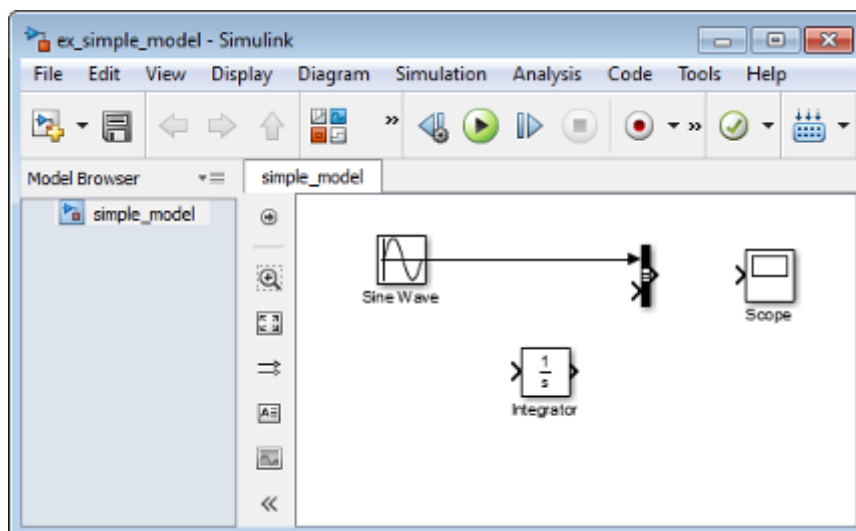 ex_simple_model - Simulink
File Edit View Display Diagram Simulation Analysis Code Tools Help
Model Browser
simple_model
simple_model
Sine Wave
Scope
1
s
Integrator